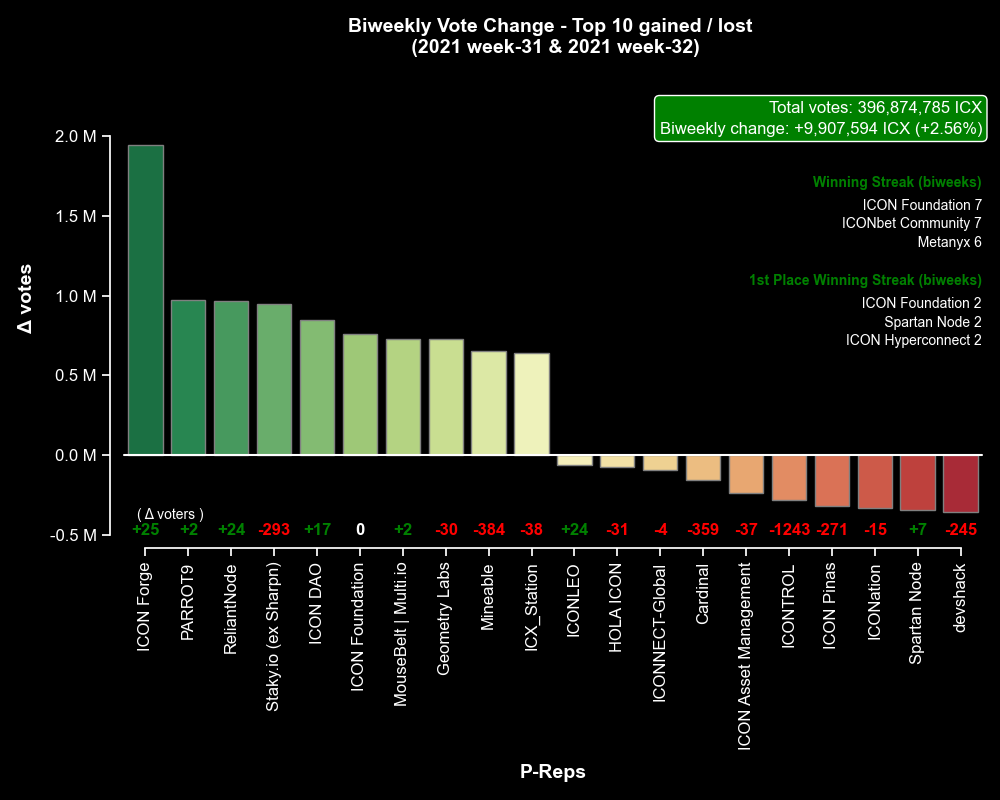 Biweekly Vote Change - Top 10 gained / lost
(2021 week-31 & 2021 week-32)
Total votes: 396,874,785 ICX
Biweekly change: +9,907,594 ICX (+2.56%)
Winning Streak (biweeks)
ICON Foundation 7
ICONbet Community 7
Metanyx 6
1st Place Winning Streak (biweeks)
ICON Foundation 2
Spartan Node 2
ICON Hyperconnect 2
Δ votes
2.0 M
1.5 M
1.0 M
0.5 M
0.0 M
-0.5 M
( Δ voters )
+25 +2 +24 -293 +17 0 +2 -30 -384 -38 +24 -31 -4 -359 -37 -1243 -271 -15 +7 -245
ICON Forge
PARROT9
ReliantNode
Staky.io (ex Sharpn)
ICON DAO
ICON Foundation
MouseBelt | Multi.io
Geometry Labs
Mineable
ICX_Station
ICONLEO
HOLA ICON
ICONNECT-Global
Cardinal
ICON Asset Management
ICONTROL
ICON Pinas
ICONation
Spartan Node
devshack
P-Reps